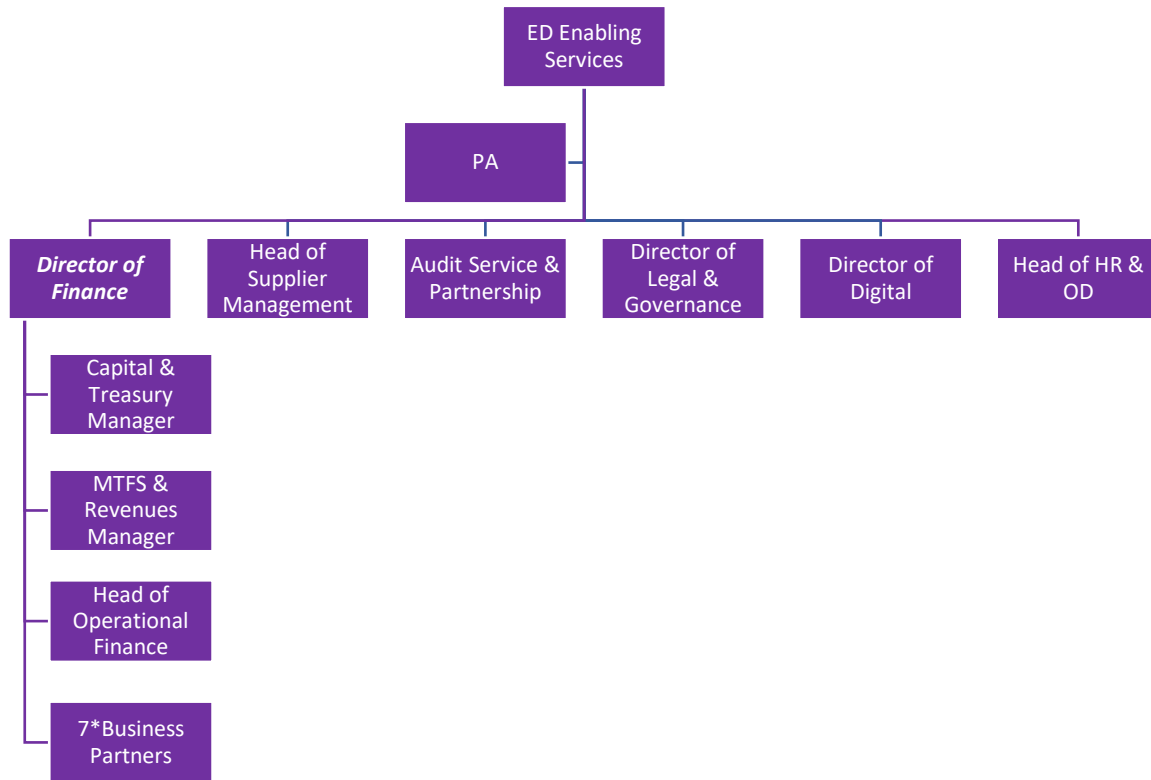 ED Enabling
Services
PA
Director of
Finance
Head of
Supplier
Management
Audit Service &
Partnership
Director of
Legal &
Governance
Director of
Digital
Head of HR &
OD
Capital &
Treasury
Manager
MTFS &
Revenues
Manager
Head of
Operational
Finance
7*Business
Partners